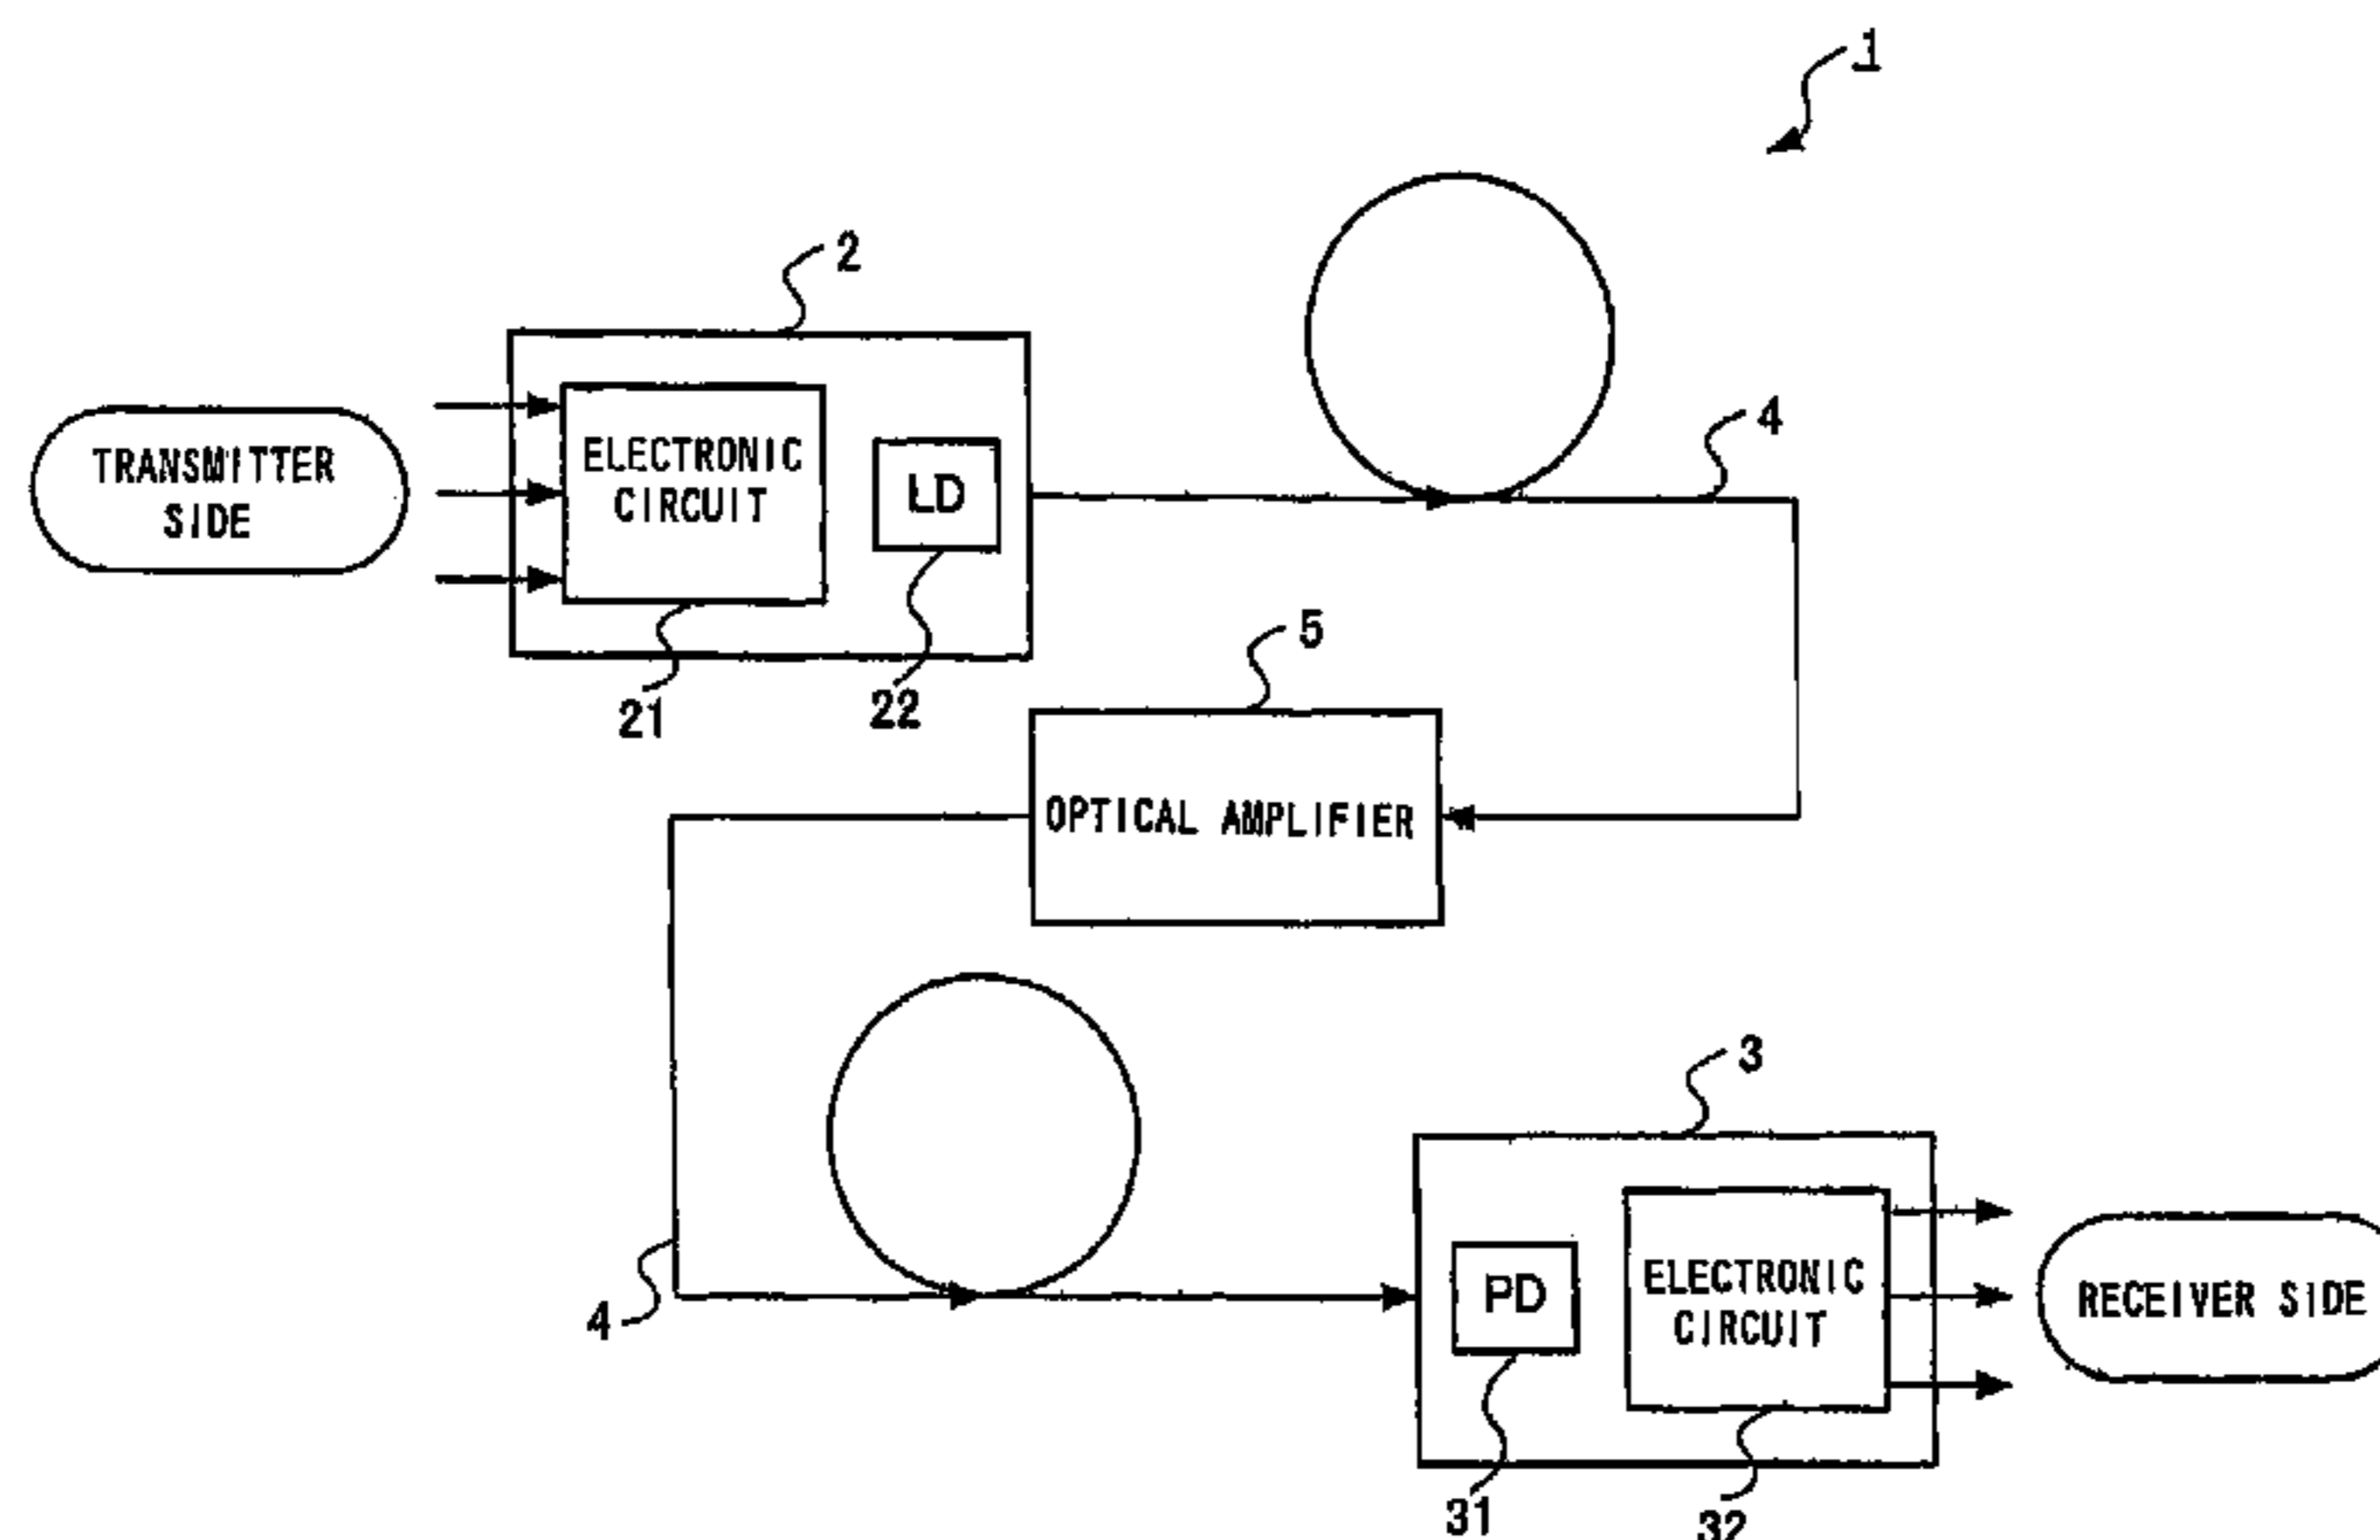 1
2
TRANSMITTER
SIDE
ELECTRONIC
CIRCUIT
LD
4
21
22
5
OPTICAL AMPLIFIER
3
4
PD
ELECTRONIC
CIRCUIT
RECEIVER SIDE
31
32